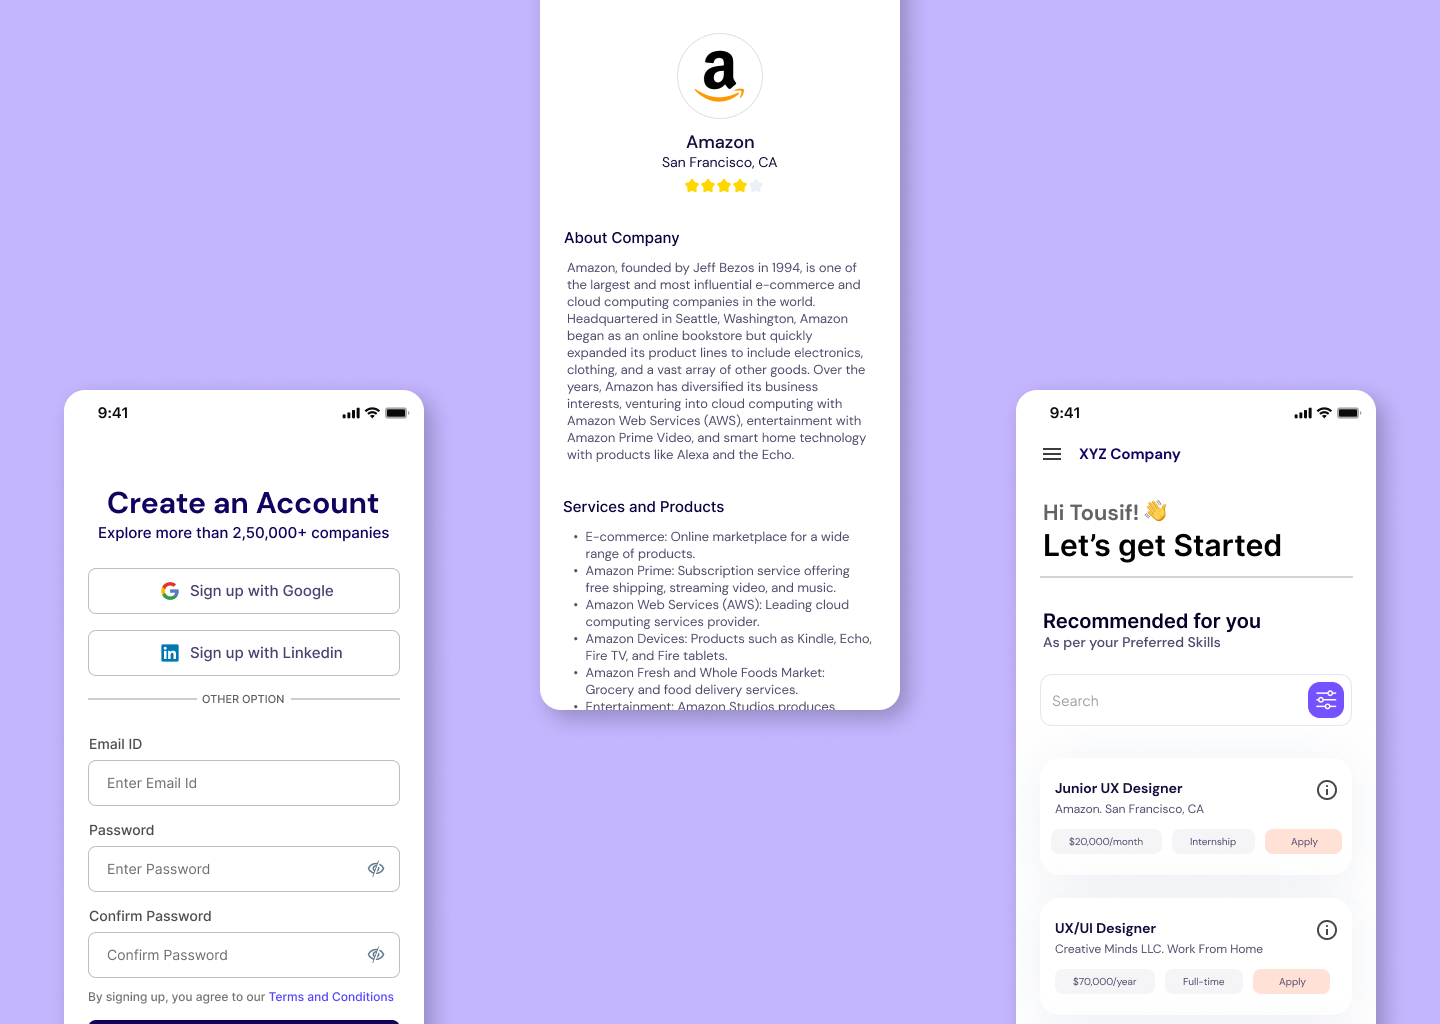 Amazon
San Francisco, CA
About Company
Amazon, founded by Jeff Bezos in 1994, is one of
the largest and most influential e-commerce and
cloud computing companies in the world.
Headquartered in Seattle, Washington, Amazon
began as an online bookstore but quickly
expanded its product lines to include electronics,
clothing, and a vast array of other goods. Over the
years, Amazon has diversified its business
interests, venturing into cloud computing with
Amazon Web Services (AWS), entertainment with
Amazon Prime Video, and smart home technology
with products like Alexa and the Echo.
Services and Products
• E-commerce: Online marketplace for a wide
range of products.
• Amazon Prime: Subscription service offering
free shipping, streaming video, and music.
• Amazon Web Services (AWS): Leading cloud
computing services provider.
• Amazon Devices: Products such as Kindle, Echo,
Fire TV, and Fire tablets.
• Amazon Fresh and Whole Foods Market:
Grocery and food delivery services.
• Entertainment: Amazon Studios produces
9:41
Create an Account
Explore more than 2,50,000+ companies
Sign up with Google
Sign up with Linkedin
OTHER OPTION
Email ID
Enter Email Id
Password
Enter Password
Confirm Password
Confirm Password
By signing up, you agree to our Terms and Conditions
9:41
XYZ Company
Hi Tousif! 👋
Let's get Started
Recommended for you
As per your Preferred Skills
Search
Junior UX Designer
Amazon. San Francisco, CA
$20,000/month Internship Apply
UX/UI Designer
Creative Minds LLC. Work From Home
$70,000/year Full-time Apply